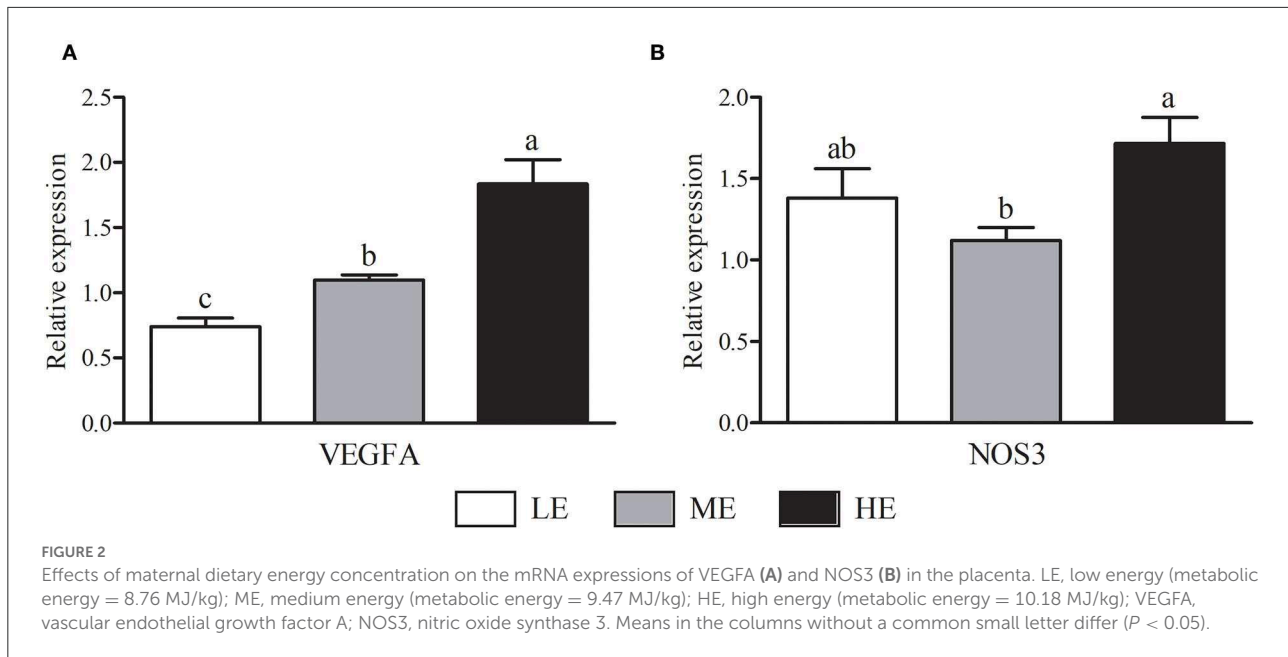 A
2.5
2.0
1.5
1.0
0.5
0.0
Relative expression
c
b
a
VEGFA
B
2.0
1.5
1.0
0.5
0.0
Relative expression
ab
b
a
NOS3
LE
ME
HE
FIGURE 2
Effects of maternal dietary energy concentration on the mRNA expressions of VEGFA (A) and NOS3 (B) in the placenta. LE, low energy (metabolic
energy = 8.76 MJ/kg); ME, medium energy (metabolic energy = 9.47 MJ/kg); HE, high energy (metabolic energy = 10.18 MJ/kg); VEGFA,
vascular endothelial growth factor A; NOS3, nitric oxide synthase 3. Means in the columns without a common small letter differ (P < 0.05).